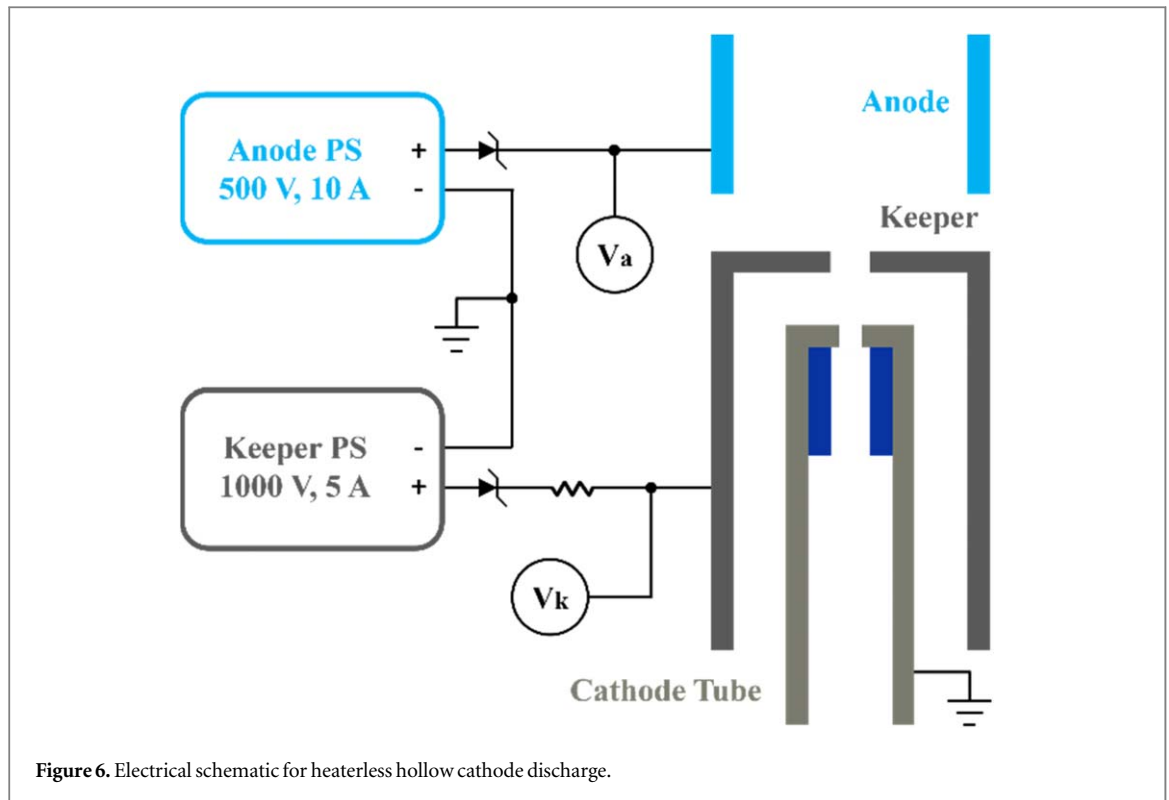 Anode
Anode PS
500 V, 10 A
+
-
Keeper
Va
Keeper PS
1000 V, 5 A
-
+
Vk
Cathode Tube
Figure 6. Electrical schematic for heaterless hollow cathode discharge.